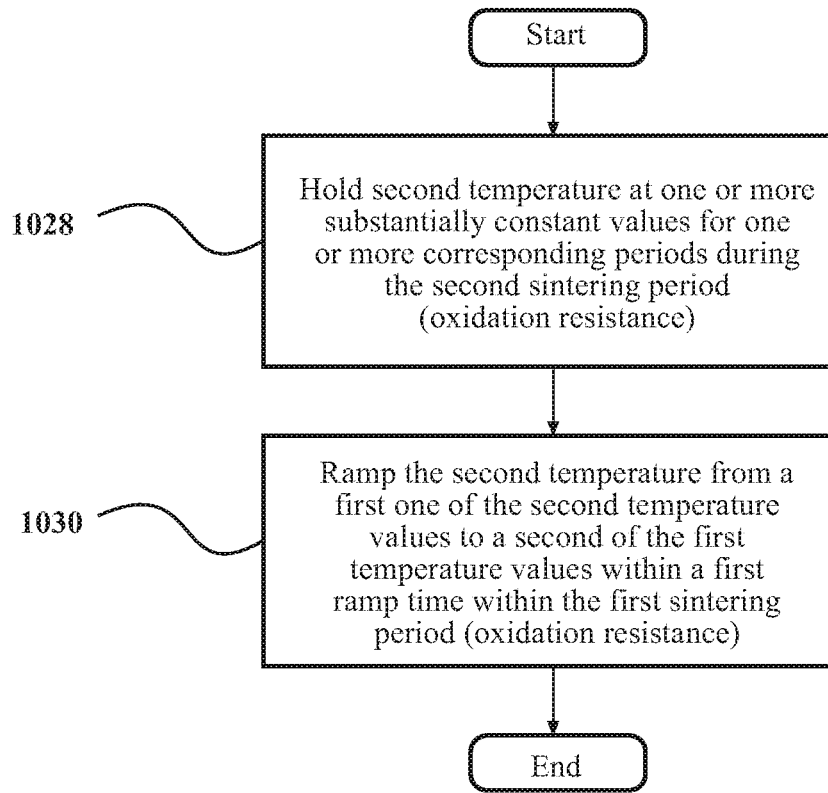 Start
1028
Hold second temperature at one or more
substantially constant values for one
or more corresponding periods during
the second sintering period
(oxidation resistance)
1030
Ramp the second temperature from a
first one of the second temperature
values to a second of the first
temperature values within a first
ramp time within the first sintering
period (oxidation resistance)
End